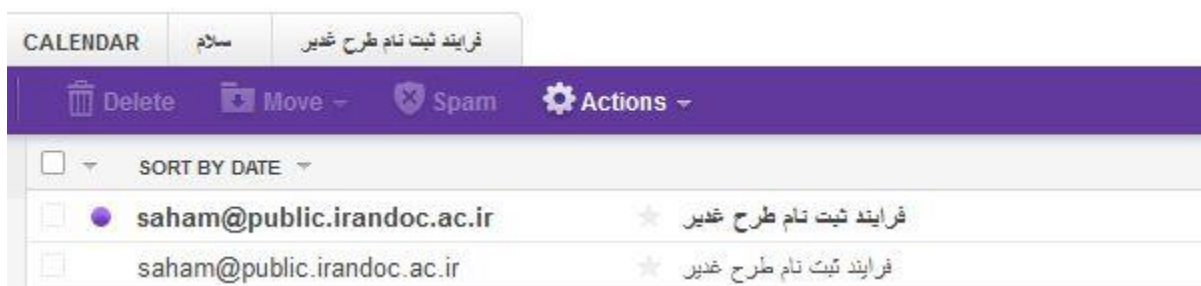 CALENDAR سلام فرایند ثبت نام طرح غدیر
Delete Move Spam Actions
SORT BY DATE
saham@public.irandoc.ac.ir فرایند ثبت نام طرح غدیر
saham@public.irandoc.ac.ir فرایند ثبت نام طرح غدیر